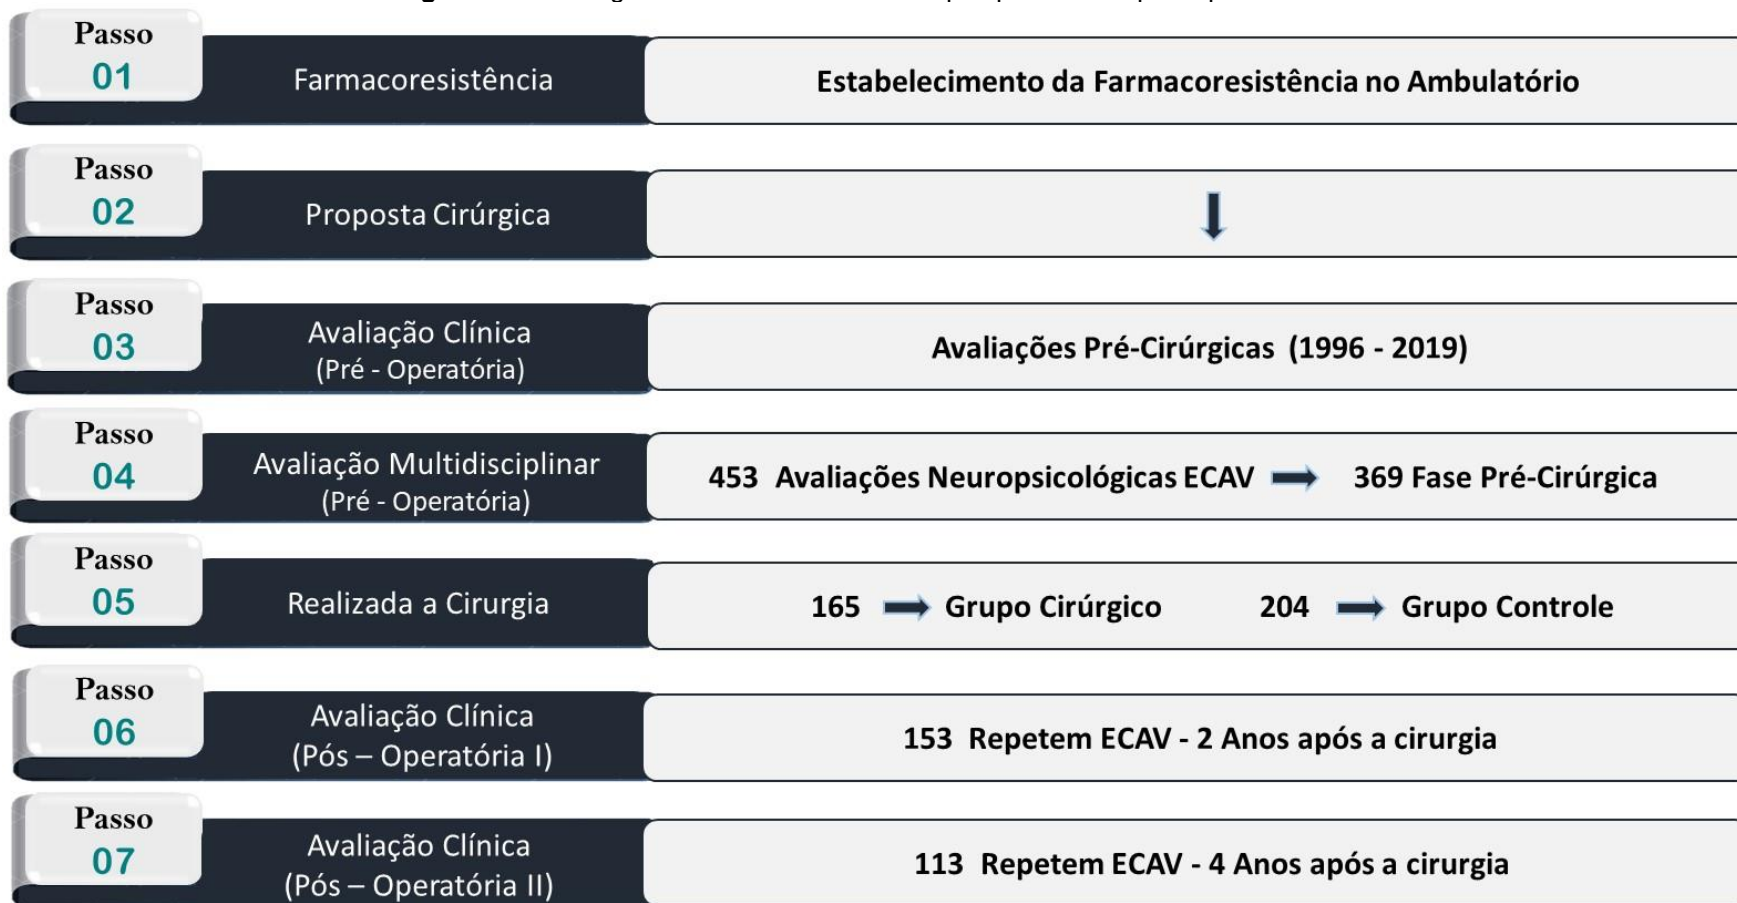 Passo
01
Farmacoresistência
Estabelecimento da Farmacoresistência no Ambulatório
Passo
02
Proposta Cirúrgica
Passo
03
Avaliação Clínica
(Pré - Operatória)
Avaliações Pré-Cirúrgicas (1996 - 2019)
Passo
04
Avaliação Multidisciplinar
(Pré - Operatória)
453 Avaliações Neuropsicológicas ECAV 369 Fase Pré-Cirúrgica
Passo
05
Realizada a Cirurgia
165 Grupo Cirúrgico 204 Grupo Controle
Passo
06
Avaliação Clínica
(Pós – Operatória I)
153 Repetem ECAV - 2 Anos após a cirurgia
Passo
07
Avaliação Clínica
(Pós – Operatória II)
113 Repetem ECAV - 4 Anos após a cirurgia